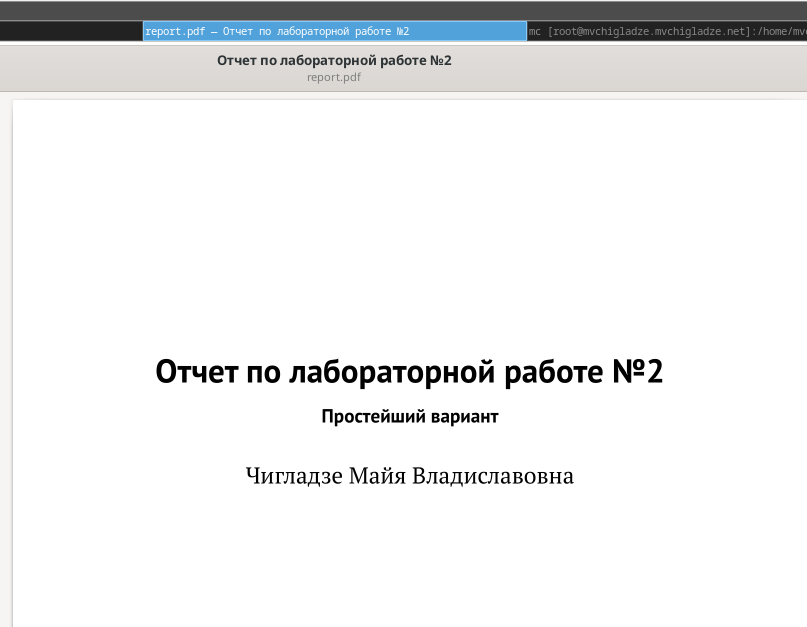 report.pdf — Отчет по лабораторной работе №2
mc [root@mvchigladze.mvchigladze.net]:/home/mv
Отчет по лабораторной работе №2
report.pdf
Отчет по лабораторной работе №2
Простейший вариант
Чигладзе Майя Владиславовна